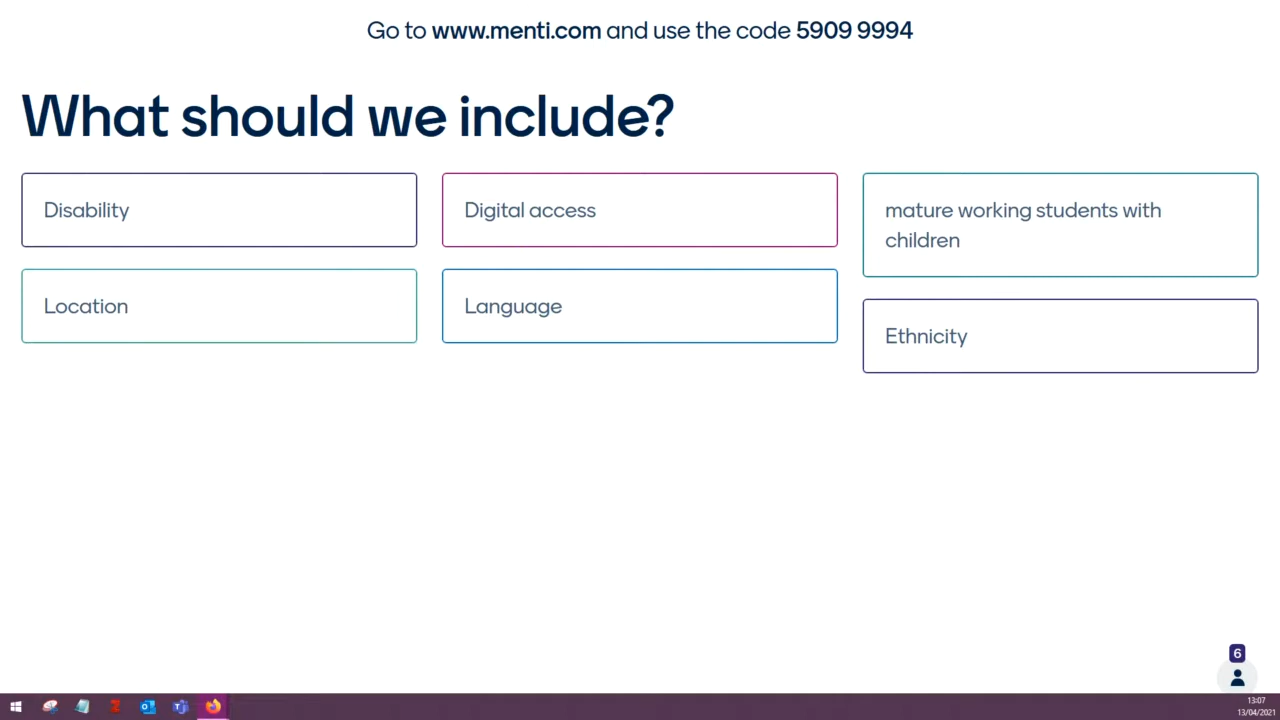 Go to www.menti.com and use the code 5909 9994
What should we include?
Disability
Digital access
mature working students with
children
Location
Language
Ethnicity
6
13:07
13/04/2021